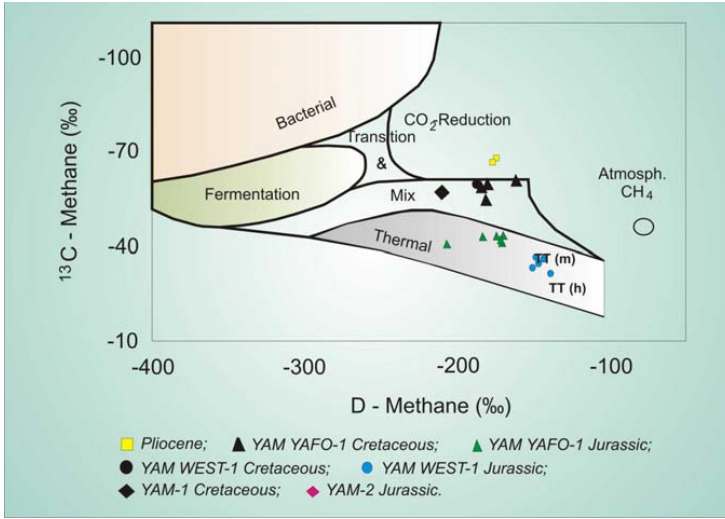 -100
-70
-40
-10
13C - Methane (‰)
Bacterial
Transition
&
CO2-Reduction
Fermentation
Mix
Thermal
Atmosph.
CH4
TT (m)
TT (h)
-400
-300
-200
-100
D - Methane (‰)
Pliocene; YAM YAFO-1 Cretaceous; YAM YAFO-1 Jurassic;
YAM WEST-1 Cretaceous; YAM WEST-1 Jurassic;
YAM-1 Cretaceous; YAM-2 Jurassic.